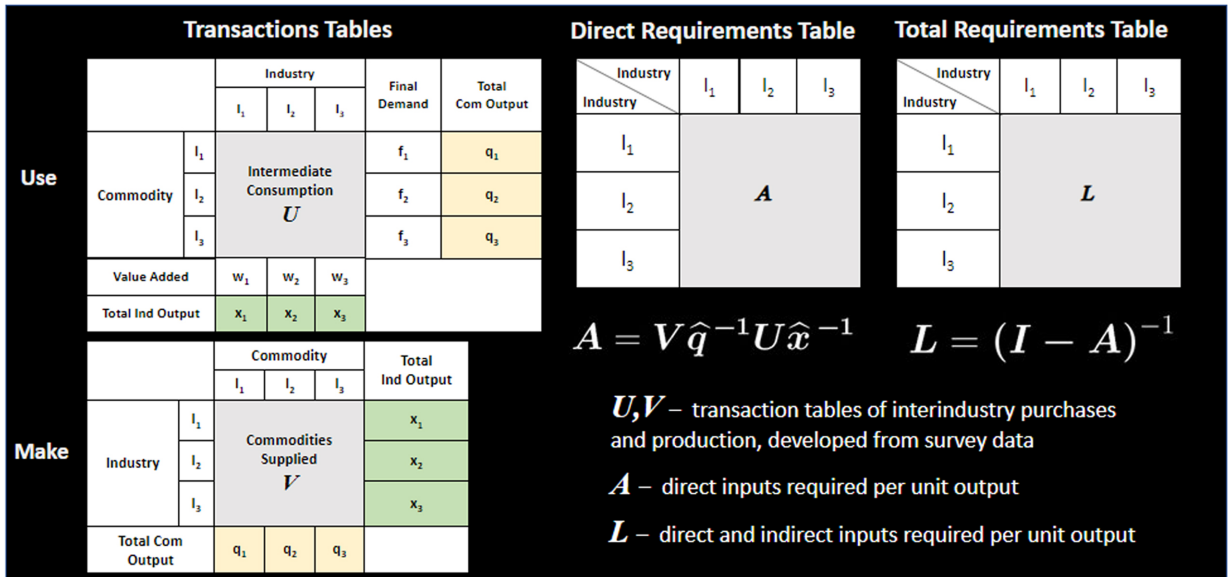 Transactions Tables
Direct Requirements Table
Total Requirements Table
Use
Industry
Final Demand
Total Com Output
I₁ I₂ I₃
Commodity
I₁ f₁ q₁
Intermediate Consumption U
I₂ f₂ q₂
I₃ f₃ q₃
Value Added w₁ w₂ w₃
Total Ind Output x₁ x₂ x₃
Make
Commodity
Total Ind Output
I₁ I₂ I₃
Industry
I₁ x₁
Commodities Supplied V
I₂ x₂
I₃ x₃
Total Com Output q₁ q₂ q₃
Industry I₁ I₂ I₃
Industry
I₁
I₂ A
I₃
Industry I₁ I₂ I₃
Industry
I₁
I₂ L
I₃
A = Vq̂⁻¹Ux̂⁻¹
L = (I − A)⁻¹
U,V – transaction tables of interindustry purchases
and production, developed from survey data
A – direct inputs required per unit output
L – direct and indirect inputs required per unit output